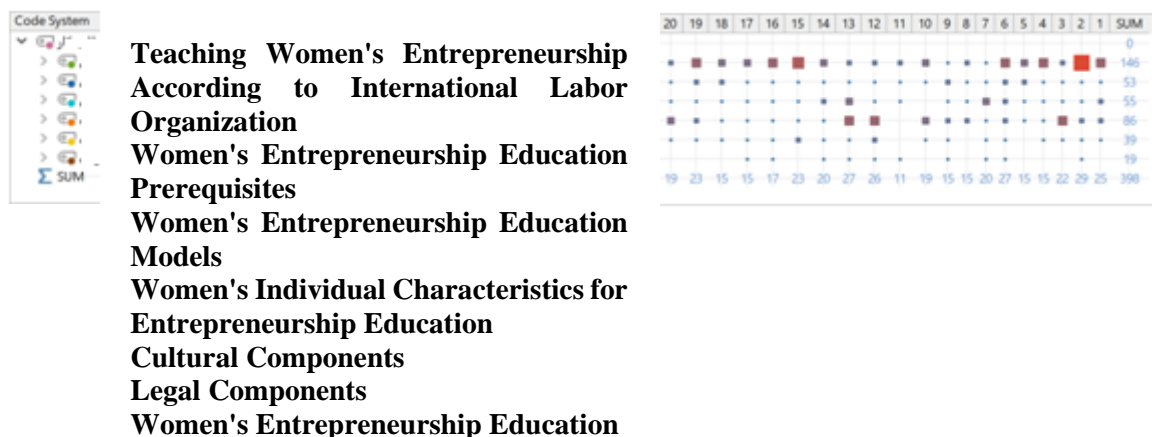 Code System
SUM
Teaching Women's Entrepreneurship
According to International Labor
Organization
Women's Entrepreneurship Education
Prerequisites
Women's Entrepreneurship Education
Models
Women's Individual Characteristics for
Entrepreneurship Education
Cultural Components
Legal Components
Women's Entrepreneurship Education
20 19 18 17 16 15 14 13 12 11 10 9 8 7 6 5 4 3 2 1 SUM
0
146
53
55
86
39
19
19 23 15 15 17 23 20 27 26 11 19 15 15 20 27 15 15 22 29 25 398